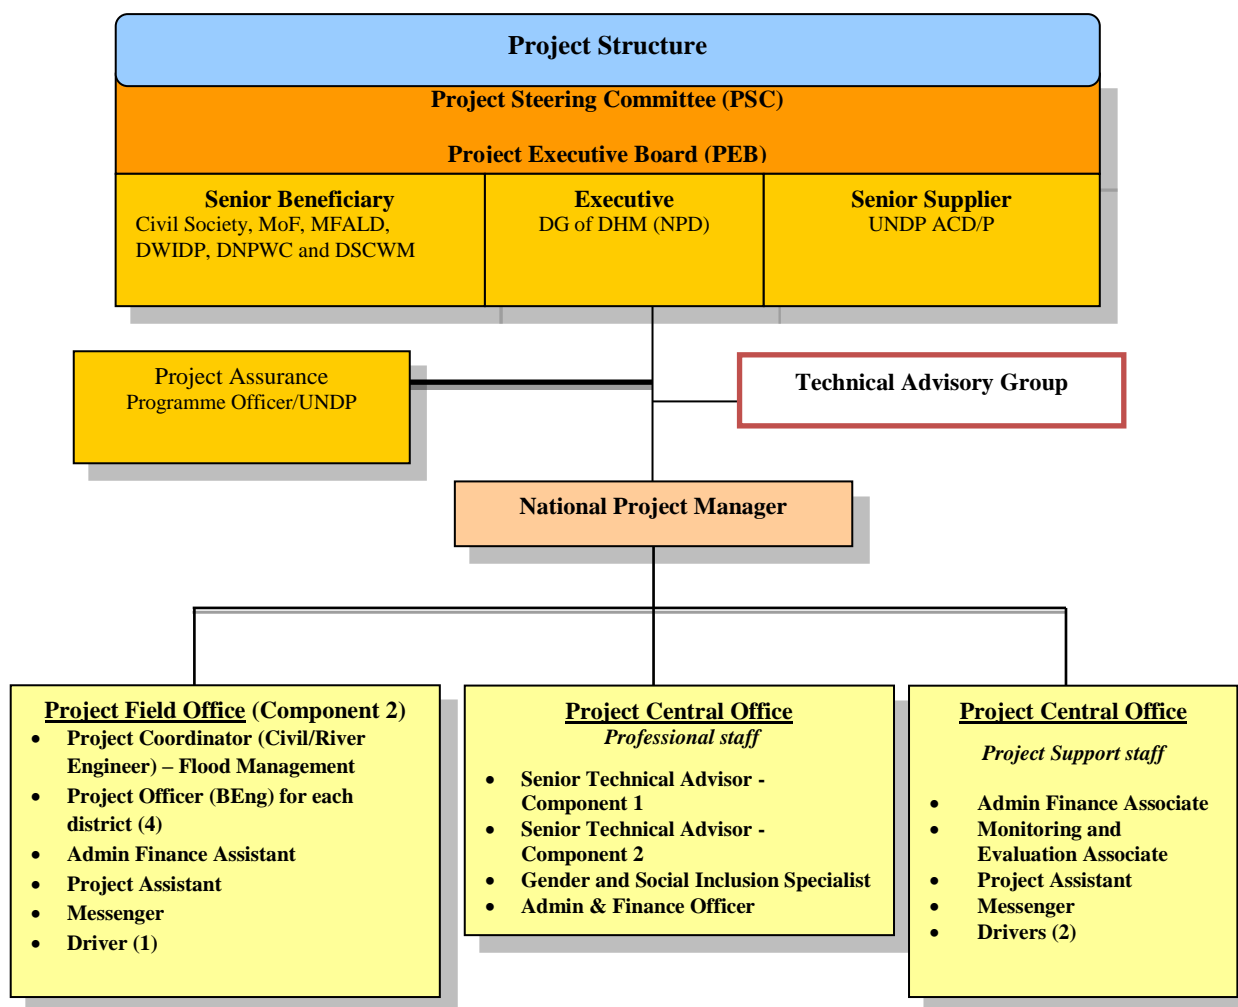 Project Structure
Project Steering Committee (PSC)
Project Executive Board (PEB)
Senior Beneficiary
Civil Society, MoF, MFALD,
DWIDP, DNPWC and DSCWM
Executive
DG of DHM (NPD)
Senior Supplier
UNDP ACD/P
Project Assurance
Programme Officer/UNDP
Technical Advisory Group
National Project Manager
Project Field Office (Component 2)
• Project Coordinator (Civil/River
Engineer) – Flood Management
• Project Officer (BEng) for each
district (4)
• Admin Finance Assistant
• Project Assistant
• Messenger
• Driver (1)
Project Central Office
Professional staff
• Senior Technical Advisor -
Component 1
• Senior Technical Advisor -
Component 2
• Gender and Social Inclusion Specialist
• Admin & Finance Officer
Project Central Office
Project Support staff
• Admin Finance Associate
• Monitoring and
Evaluation Associate
• Project Assistant
• Messenger
• Drivers (2)